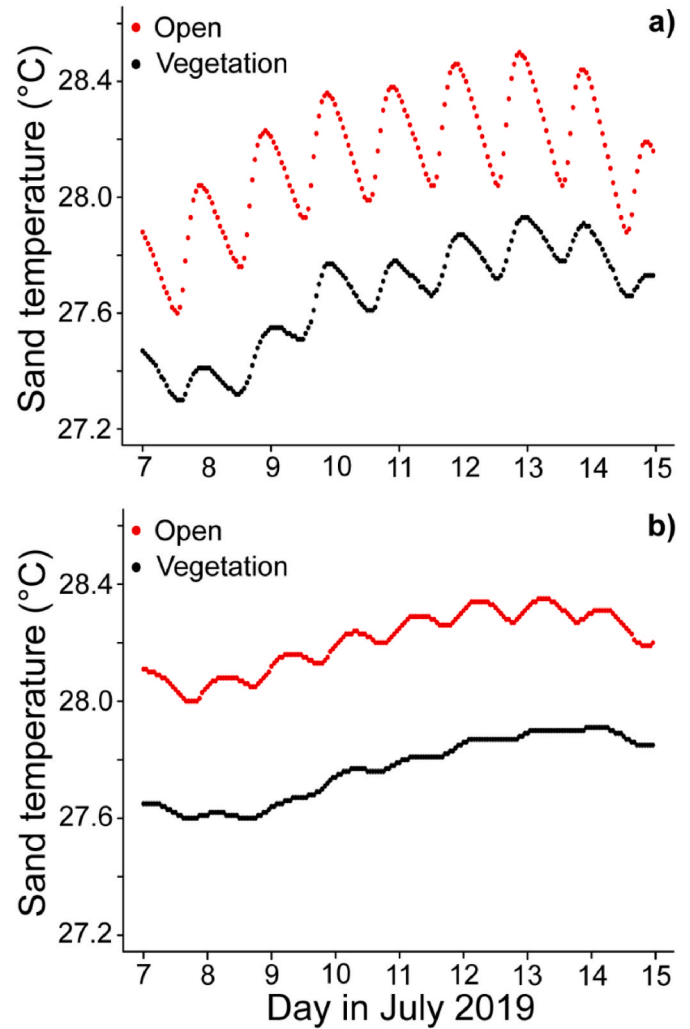 a)
Open
Vegetation
Sand temperature (°C)
28.4
28.0
27.6
27.2
7 8 9 10 11 12 13 14 15
b)
Open
Vegetation
Sand temperature (°C)
28.4
28.0
27.6
27.2
7 8 9 10 11 12 13 14 15
Day in July 2019